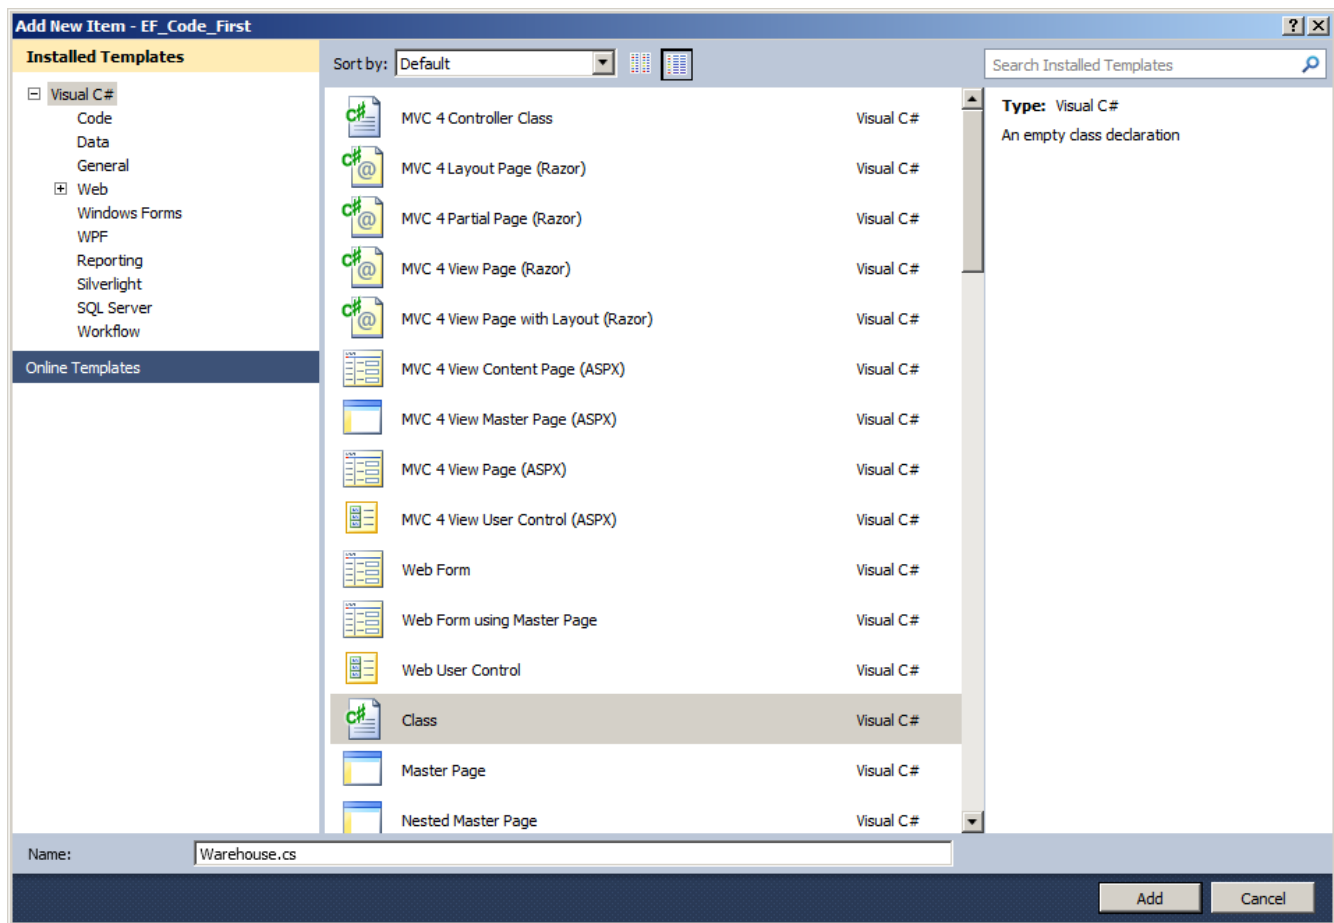 Add New Item - EF_Code_First
Installed Templates
Sort by: Default
Search Installed Templates
Visual C#
Code
Data
General
Web
Windows Forms
WPF
Reporting
Silverlight
SQL Server
Workflow
Online Templates
MVC 4 Controller Class Visual C#
MVC 4 Layout Page (Razor) Visual C#
MVC 4 Partial Page (Razor) Visual C#
MVC 4 View Page (Razor) Visual C#
MVC 4 View Page with Layout (Razor) Visual C#
MVC 4 View Content Page (ASPX) Visual C#
MVC 4 View Master Page (ASPX) Visual C#
MVC 4 View Page (ASPX) Visual C#
MVC 4 View User Control (ASPX) Visual C#
Web Form Visual C#
Web Form using Master Page Visual C#
Web User Control Visual C#
Class Visual C#
Master Page Visual C#
Nested Master Page Visual C#
Type: Visual C#
An empty class declaration
Name: Warehouse.cs
Add Cancel